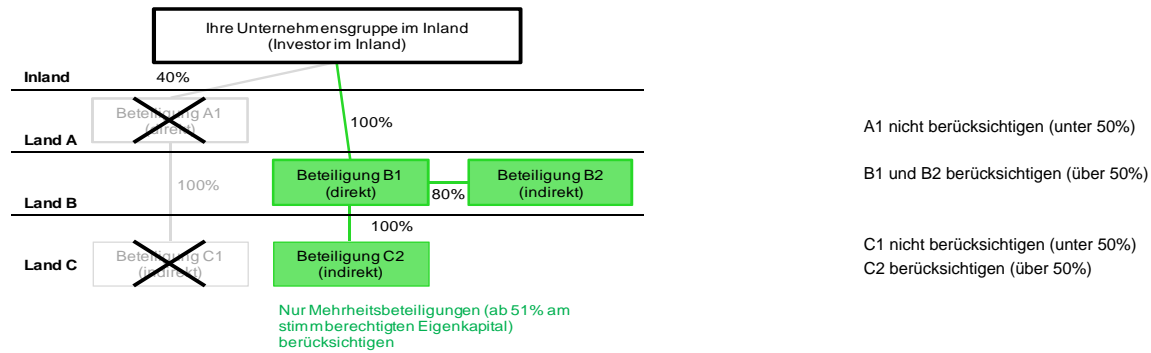 Ihre Unternehmensgruppe im Inland
(Investor im Inland)
Inland
40%
Beteiligung A1
(direkt)
100%
A1 nicht berücksichtigen (unter 50%)
Land A
100%
Beteiligung B1
(direkt)
80%
Beteiligung B2
(indirekt)
B1 und B2 berücksichtigen (über 50%)
Land B
100%
Land C
Beteiligung C1
(indirekt)
Beteiligung C2
(indirekt)
C1 nicht berücksichtigen (unter 50%)
C2 berücksichtigen (über 50%)
Nur Mehrheitsbeteiligungen (ab 51% am
stimmberechtigten Eigenkapital)
berücksichtigen